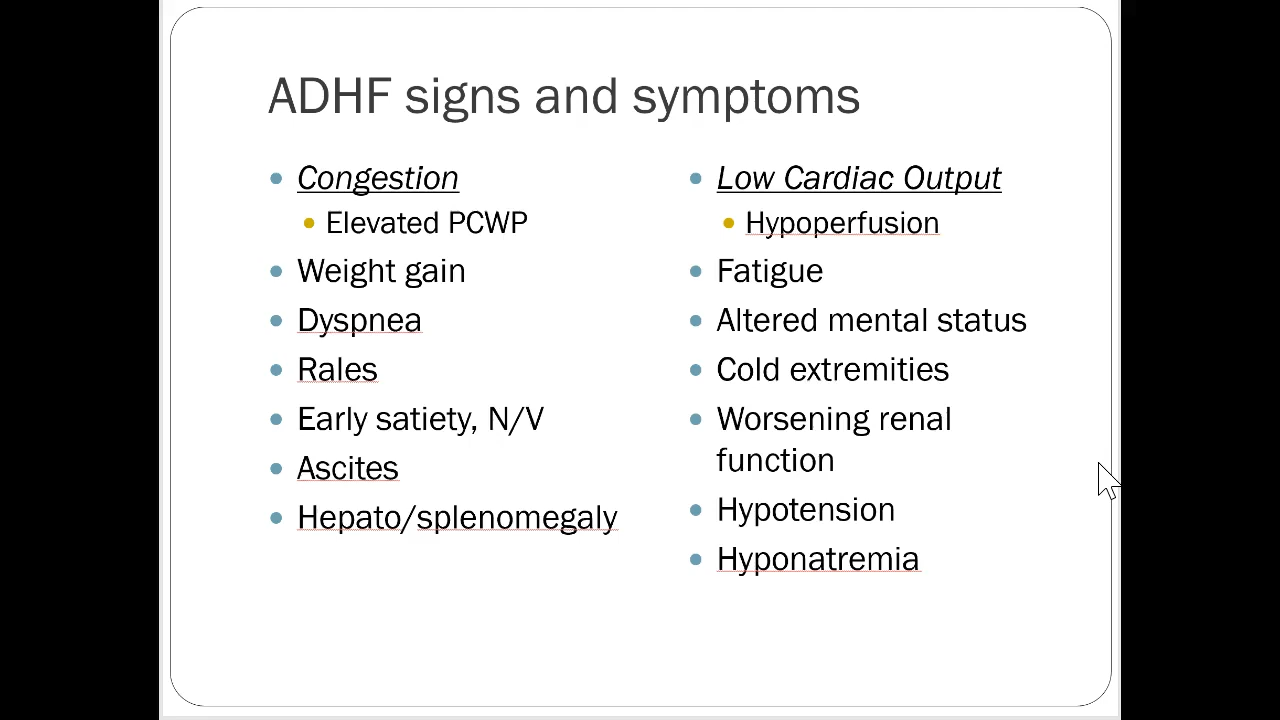 ADHF signs and symptoms
Congestion
Elevated PCWP
Weight gain
Dyspnea
Rales
Early satiety, N/V
Ascites
Hepato/splenomegaly
Low Cardiac Output
Hypoperfusion
Fatigue
Altered mental status
Cold extremities
Worsening renal
function
Hypotension
Hyponatremia